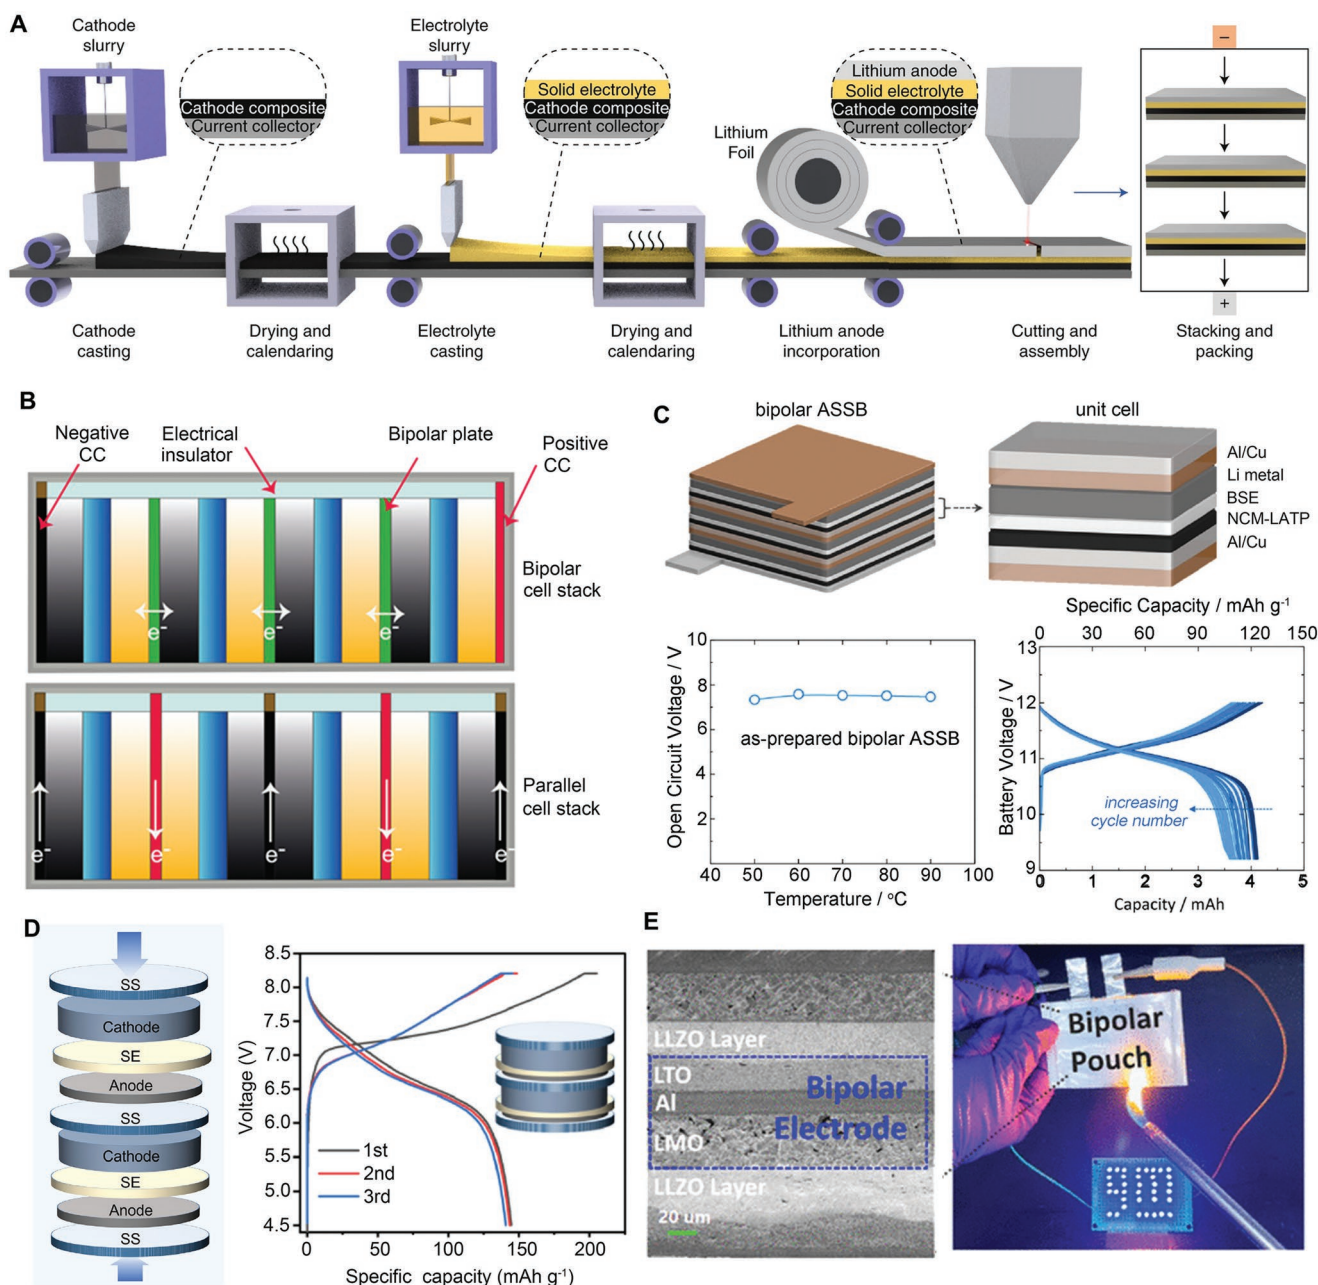 A
Cathode
slurry
Electrolyte
slurry
Cathode composite
Current collector
Solid electrolyte
Cathode composite
Current collector
Lithium anode
Solid electrolyte
Cathode composite
Current collector
Lithium
Foil
−
+
Cathode
casting
Drying and
calendaring
Electrolyte
casting
Drying and
calendaring
Lithium anode
incorporation
Cutting and
assembly
Stacking and
packing
B
Negative
CC
Electrical
insulator
Bipolar plate
Positive
CC
e⁻
e⁻
e⁻
Bipolar
cell stack
e⁻
e⁻
e⁻
e⁻
e⁻
Parallel
cell stack
C
bipolar ASSB
unit cell
Al/Cu
Li metal
BSE
NCM-LATP
Al/Cu
Open Circuit Voltage / V
10
8
6
4
2
as-prepared bipolar ASSB
40 50 60 70 80 90 100
Temperature / °C
Specific Capacity / mAh g⁻¹
0 45 90 120 150
Battery Voltage / V
13
12
11
10
9
increasing
cycle number
0 1 2 3 4 5
Capacity / mAh
D
SS
Cathode
SE
Anode
SS
Cathode
SE
Anode
SS
Voltage (V)
8.5
8.0
7.5
7.0
6.5
6.0
5.5
5.0
4.5
1st
2nd
3rd
0 50 100 150 200
Specific capacity (mAh g⁻¹)
E
LLZO Layer
LTO
Al
LMO
Bipolar
Electrode
LLZO Layer
20 um
Bipolar
Pouch